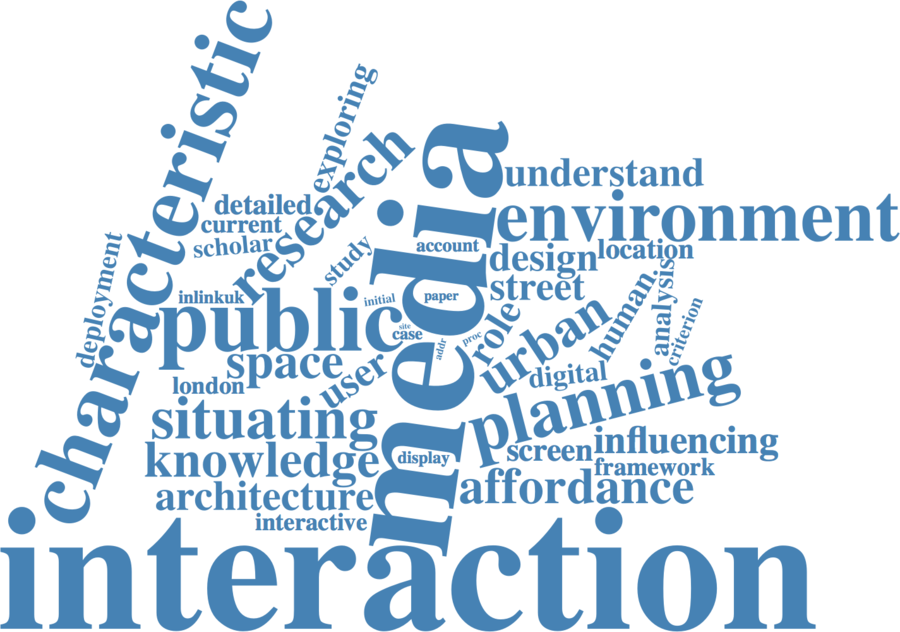 characteristic
exploring
research
media
understand
detailed
environment
current
scholar
account
location
deployment
study
design
human
analysis
inlinkuk
initial
paper
street
public
site
case
role
urban
criterion
addr
proc
space
user
digital
london
planning
situating
screen
influencing
knowledge
display
framework
architecture
affordance
interactive
interaction